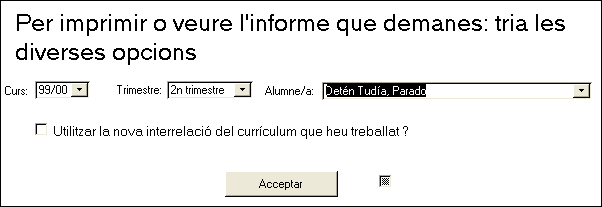 Per imprimir o veure l'informe que demanes: tria les
diverses opcions
Curs: 99/00 Trimestre: 2n trimestre Alumne/a: Detén Tudía, Parado
Utilitzar la nova interrelació del currículum que heu treballat ?
Acceptar